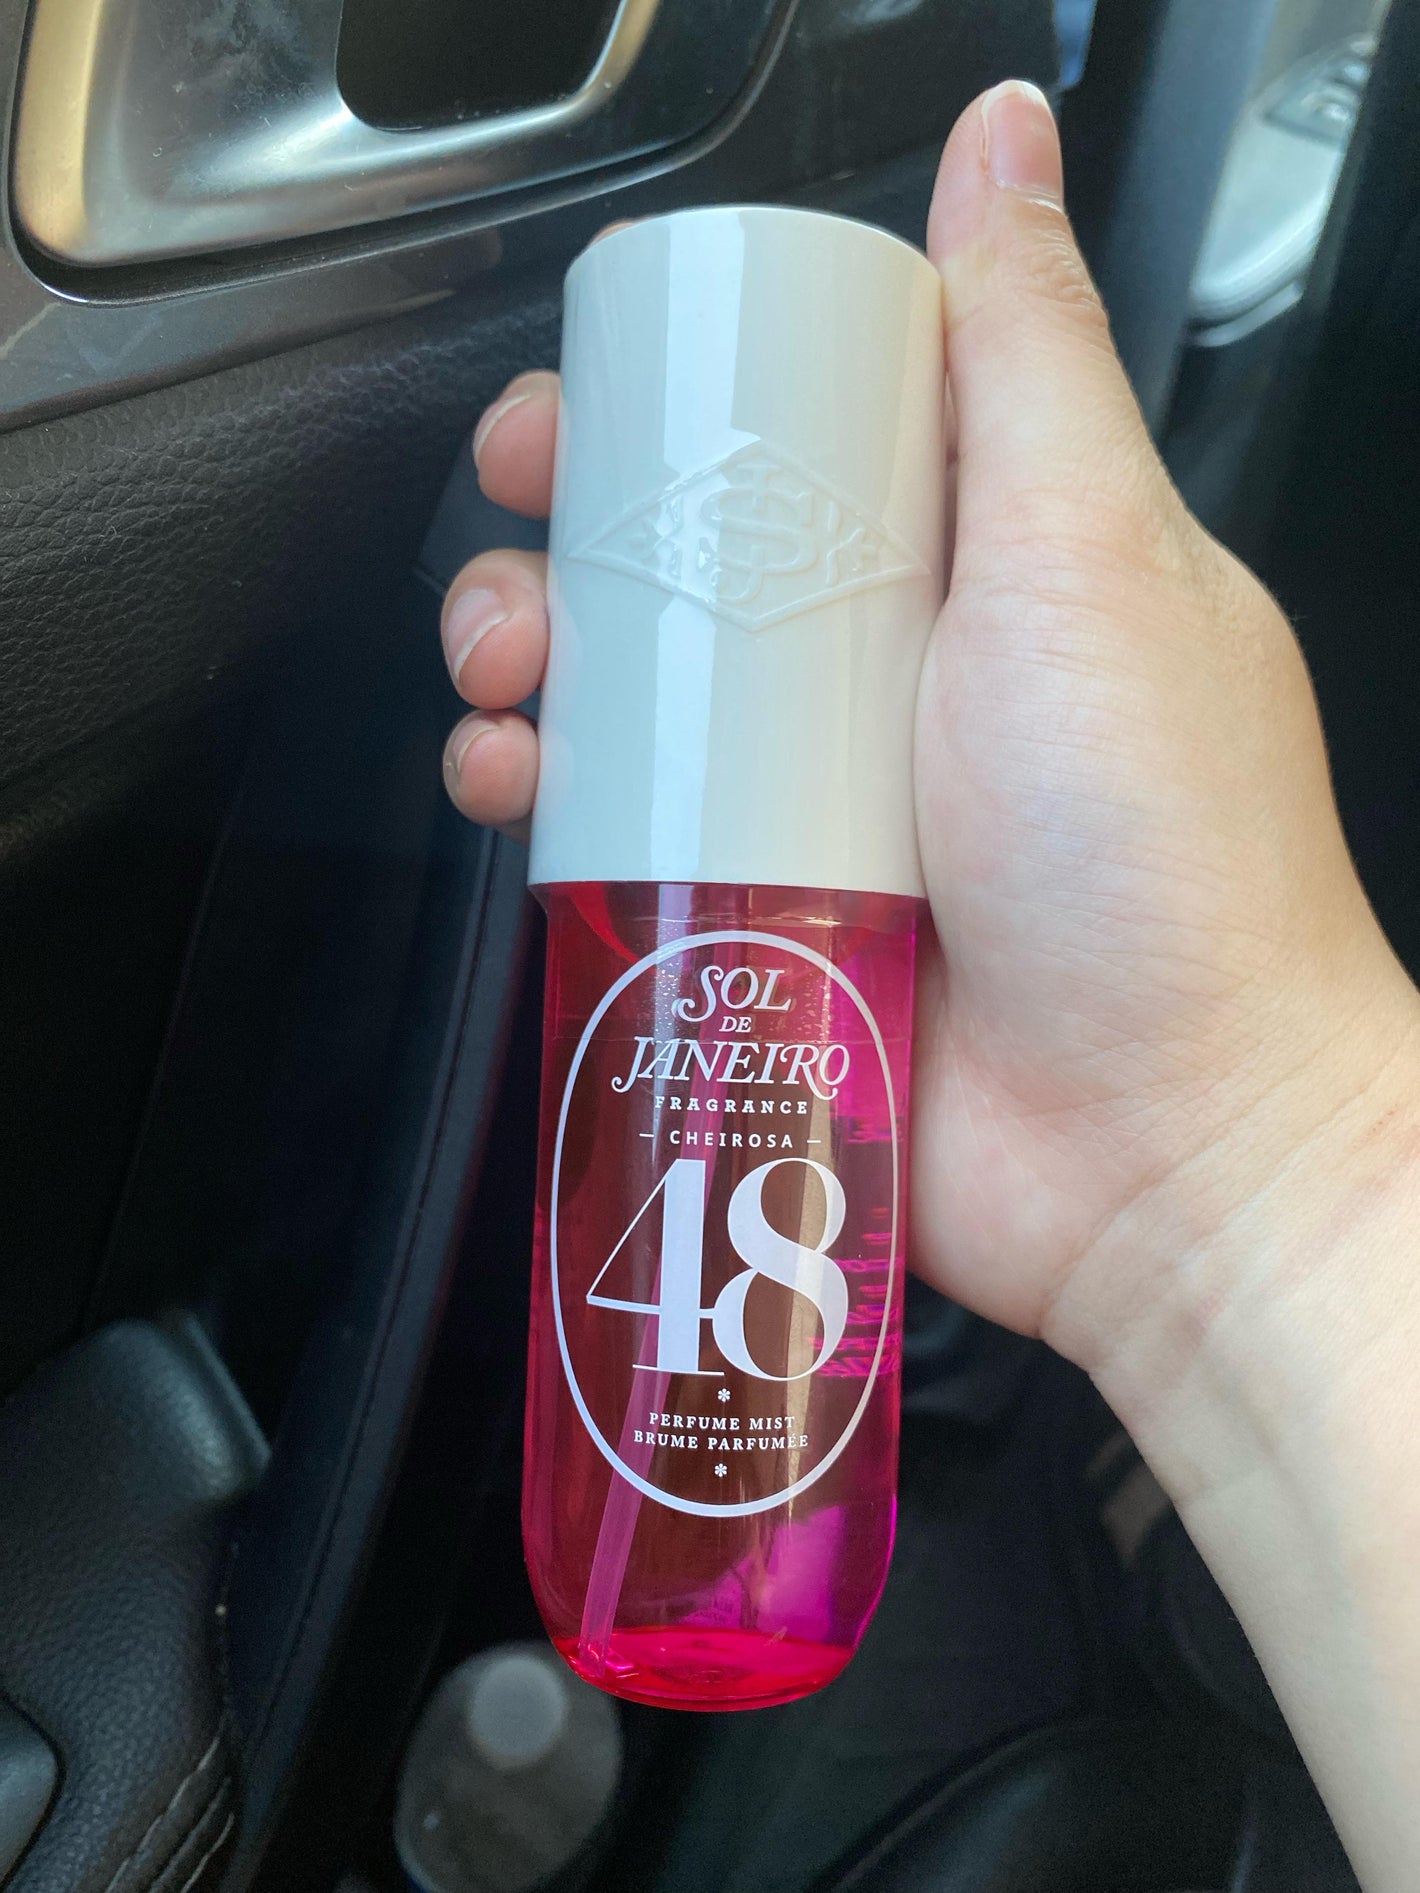 SOL
DE
JANEIRO
FRAGRANCE
– CHEIROSA –
48
*
PERFUME MIST
BRUME PARFUMÉE
*